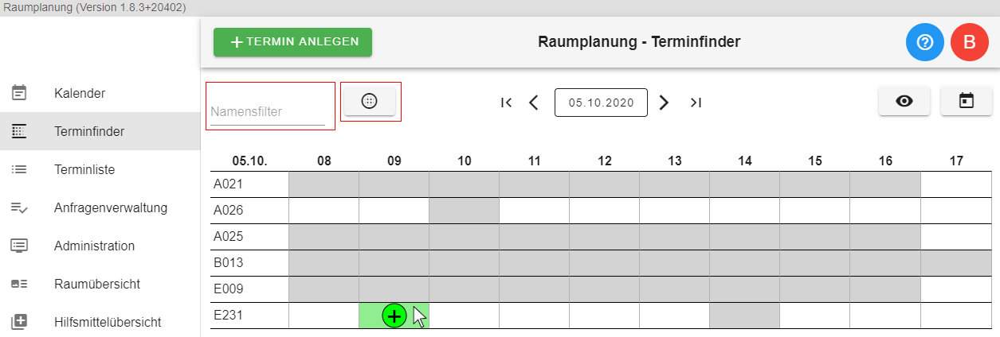 Raumplanung (Version 1.8.3+20402)
TERMIN ANLEGEN
Raumplanung - Terminfinder
B
Kalender
Terminfinder
Terminliste
Anfragenverwaltung
Administration
Raumübersicht
Hilfsmittelübersicht
Namensfilter
05.10.2020
05.10. 08 09 10 11 12 13 14 15 16 17
A021
A026
A025
B013
E009
E231